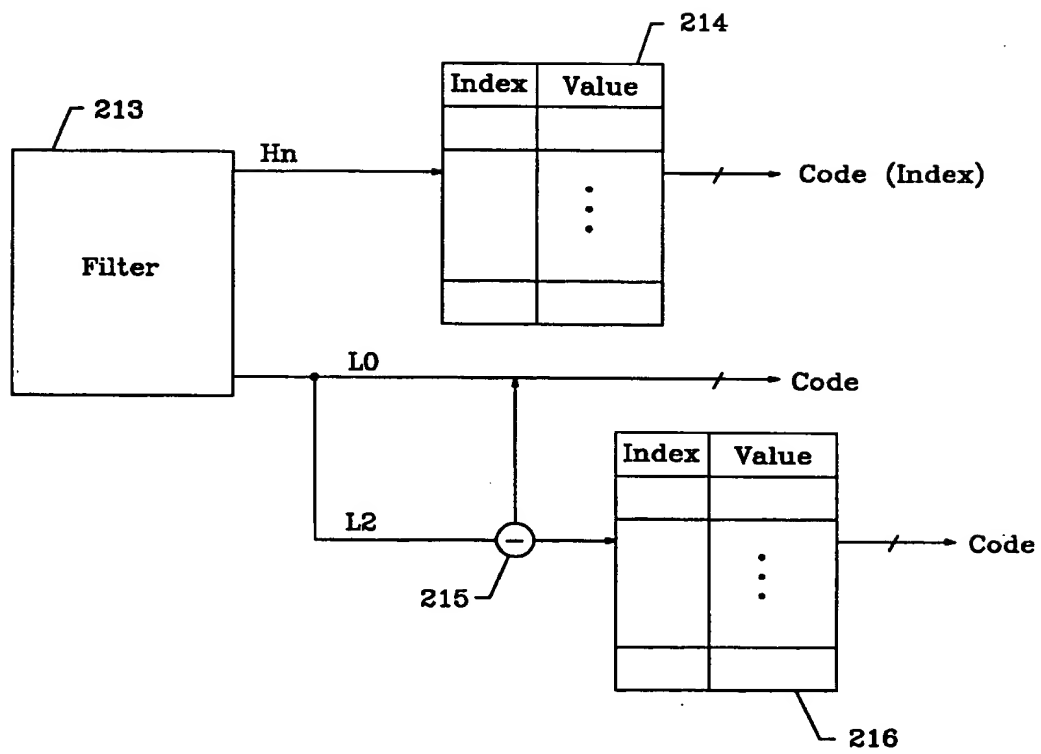 214
Index Value
213
Hn
Code (Index)
Filter
L0
Code
Index Value
L2
Code
215
216